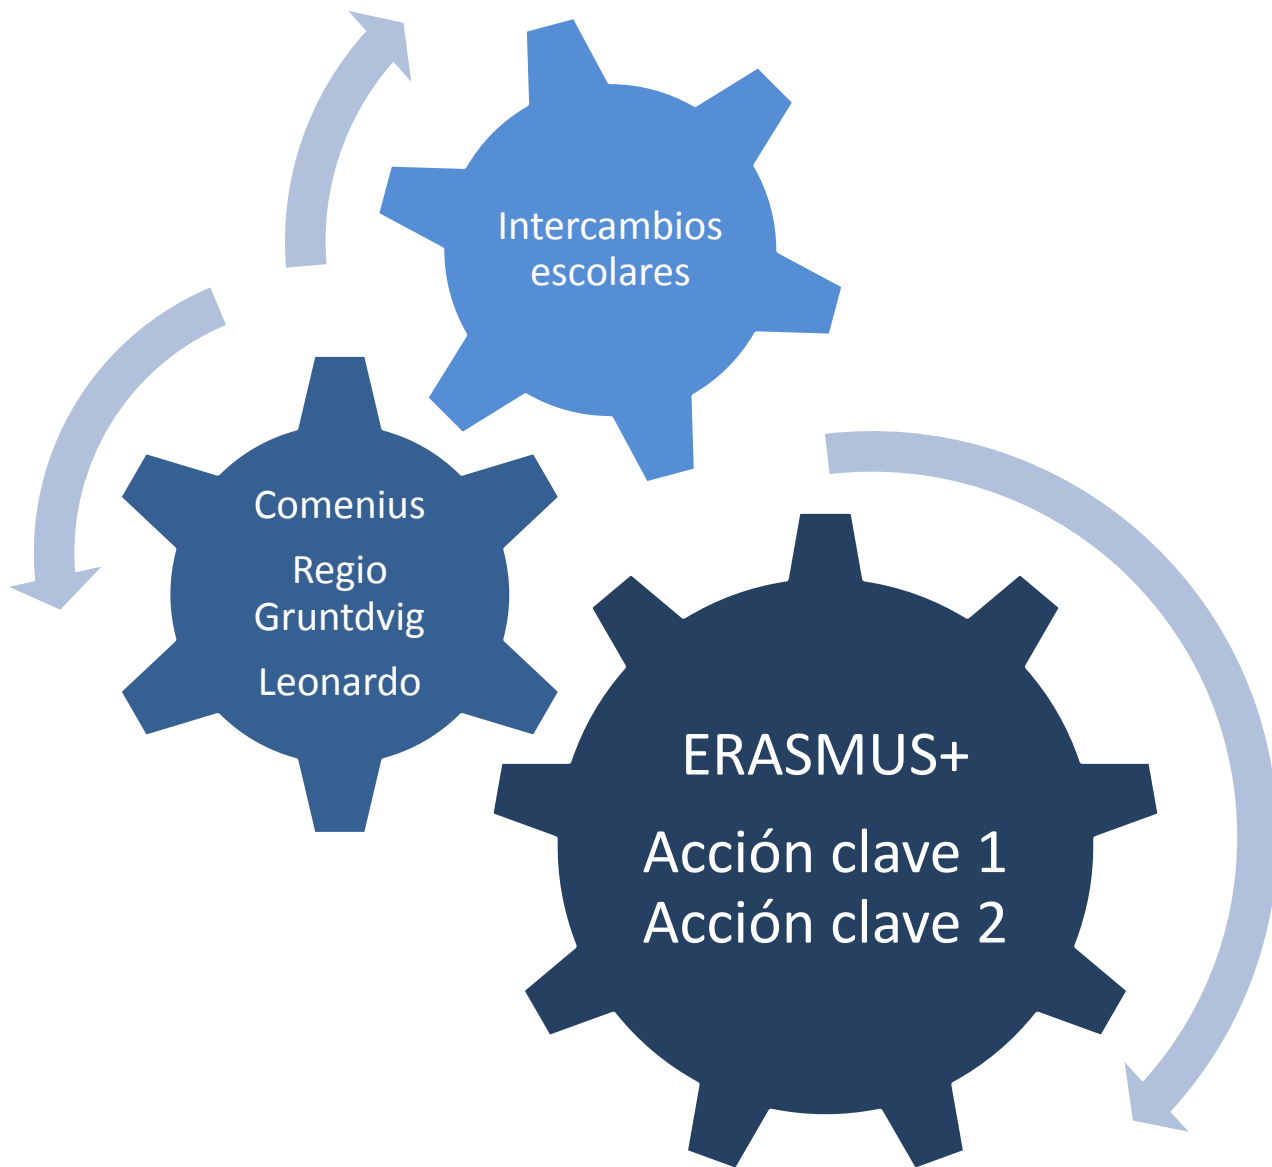 Intercambios
escolares
Comenius
Regio
Gruntdvig
Leonardo
ERASMUS+
Acción clave 1
Acción clave 2